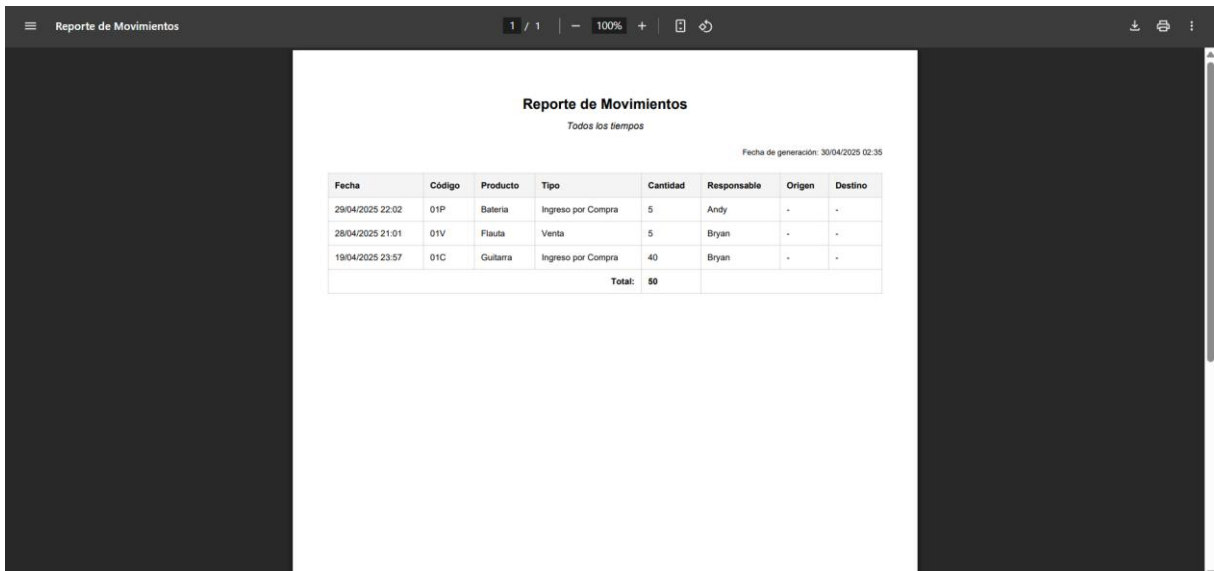 Reporte de Movimientos
1 / 1 | − 100% + |
Reporte de Movimientos
Todos los tiempos
Fecha de generación: 30/04/2025 02:35
Fecha Código Producto Tipo Cantidad Responsable Origen Destino
29/04/2025 22:02 01P Bateria Ingreso por Compra 5 Andy - -
28/04/2025 21:01 01V Flauta Venta 5 Bryan - -
19/04/2025 23:57 01C Guitarra Ingreso por Compra 40 Bryan - -
Total: 50